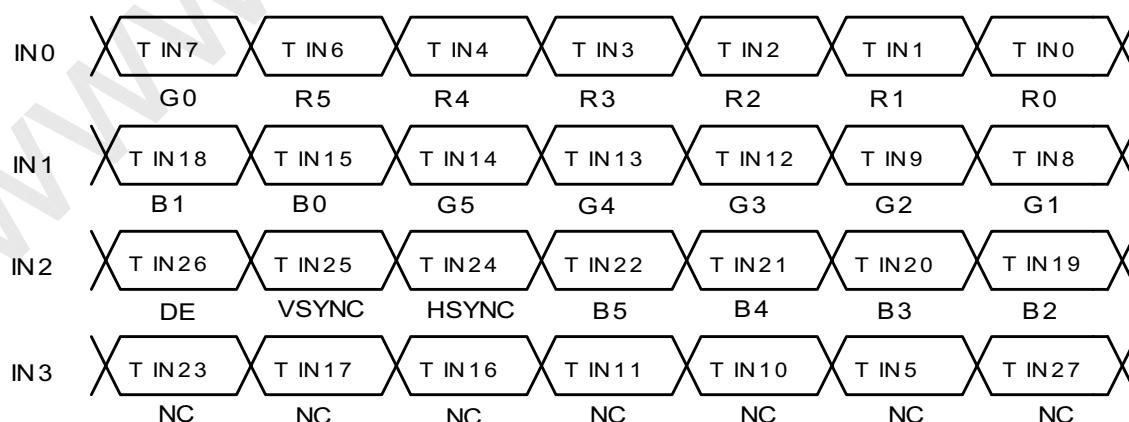 IN0 T IN7 T IN6 T IN4 T IN3 T IN2 T IN1 T IN0
G0 R5 R4 R3 R2 R1 R0
IN1 T IN18 T IN15 T IN14 T IN13 T IN12 T IN9 T IN8
B1 B0 G5 G4 G3 G2 G1
IN2 T IN26 T IN25 T IN24 T IN22 T IN21 T IN20 T IN19
DE VSYNC HSYNC B5 B4 B3 B2
IN3 T IN23 T IN17 T IN16 T IN11 T IN10 T IN5 T IN27
NC NC NC NC NC NC NC